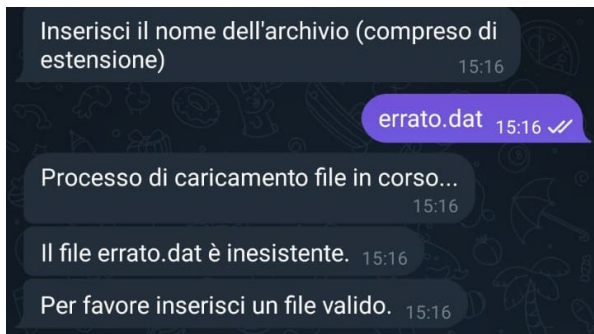 Inserisci il nome dell'archivio (compreso di
estensione)
15:16
errato.dat 15:16
Processo di caricamento file in corso...
15:16
Il file errato.dat è inesistente. 15:16
Per favore inserisci un file valido. 15:16